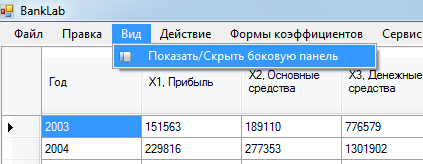 BankLab
Файл Правка Вид Действие Формы коэффициентов Сервис
Показать/Скрыть боковую панель
Год X1, Прибыль X2, Основные средства X3, Денежные средства
2003 151563 189110 776579
2004 229816 277353 1301902